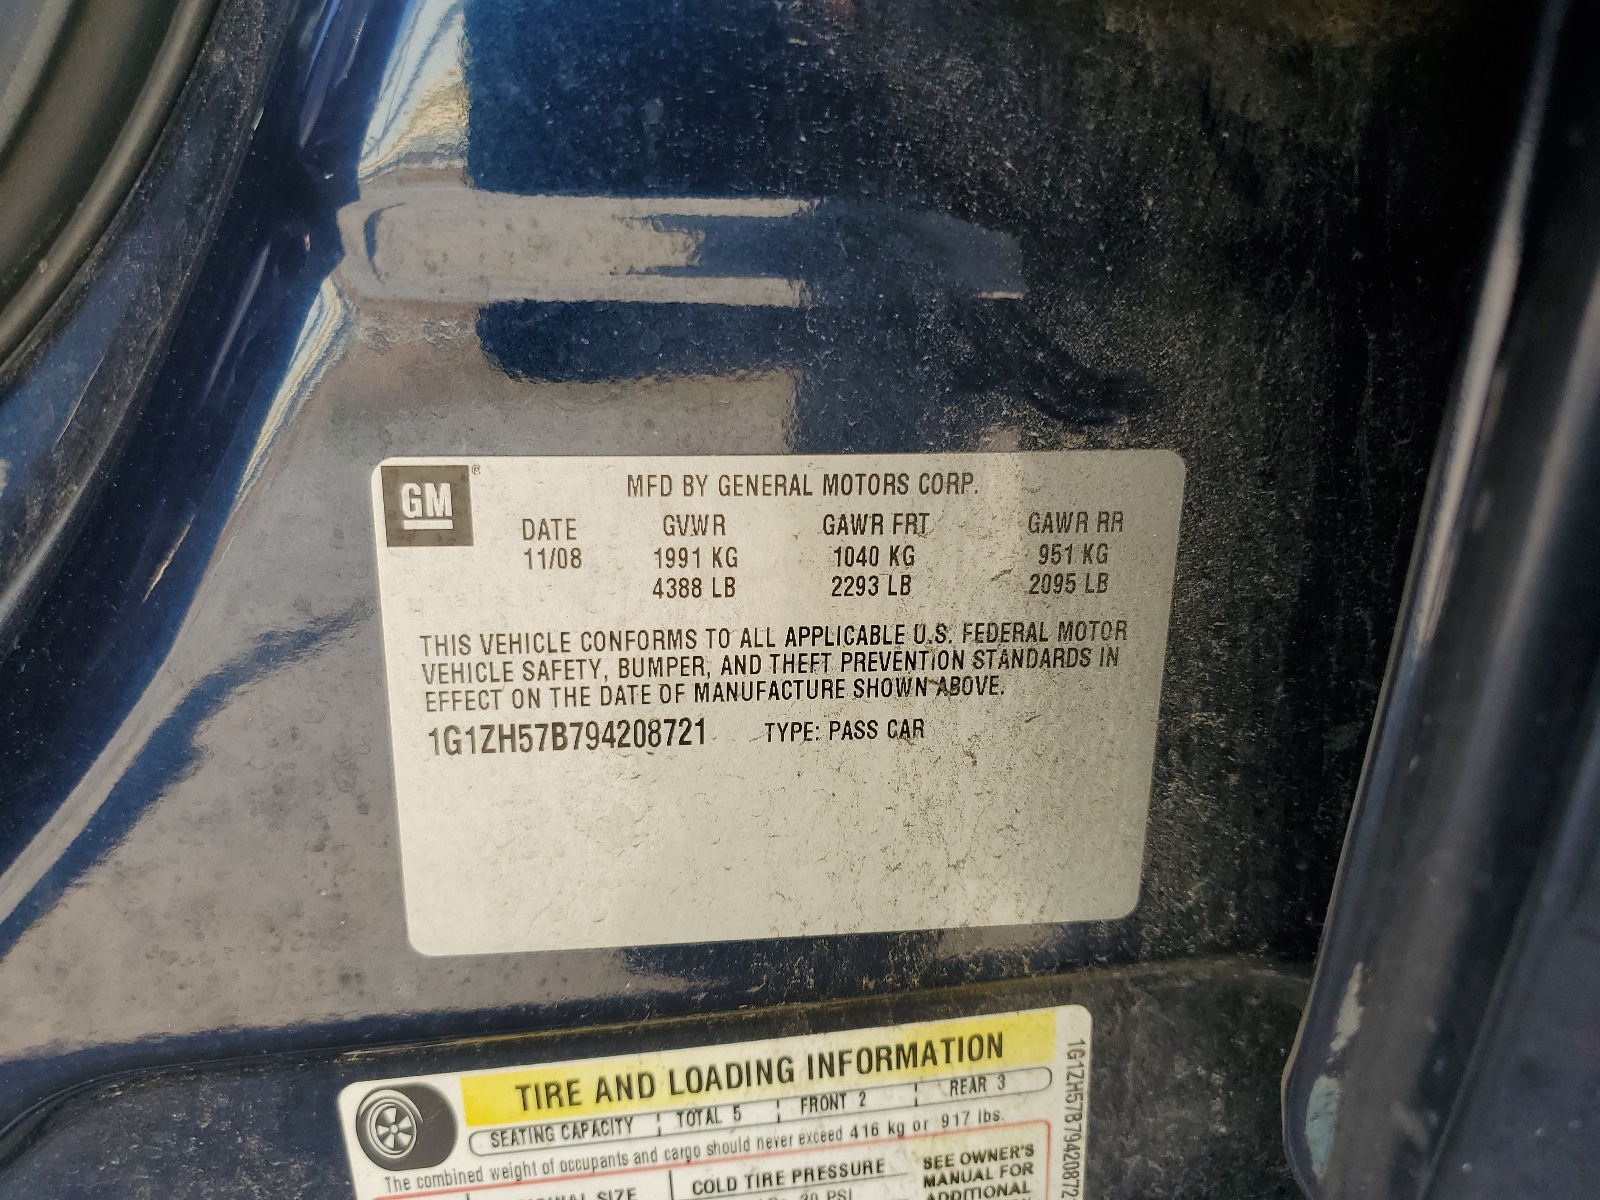 GM ®
MFD BY GENERAL MOTORS CORP.
DATE GVWR GAWR FRT GAWR RR
11/08 1991 KG 1040 KG 951 KG
4388 LB 2293 LB 2095 LB
THIS VEHICLE CONFORMS TO ALL APPLICABLE U.S. FEDERAL MOTOR
VEHICLE SAFETY, BUMPER, AND THEFT PREVENTION STANDARDS IN
EFFECT ON THE DATE OF MANUFACTURE SHOWN ABOVE.
1G1ZH57B794208721 TYPE: PASS CAR
TIRE AND LOADING INFORMATION
SEATING CAPACITY TOTAL 5 FRONT 2 REAR 3
The combined weight of occupants and cargo should never exceed 416 kg or 917 lbs.
SIZE COLD TIRE PRESSURE SEE OWNER'S
MANUAL FOR
ADDITIONAL
PSI
1G1ZH57B79420872